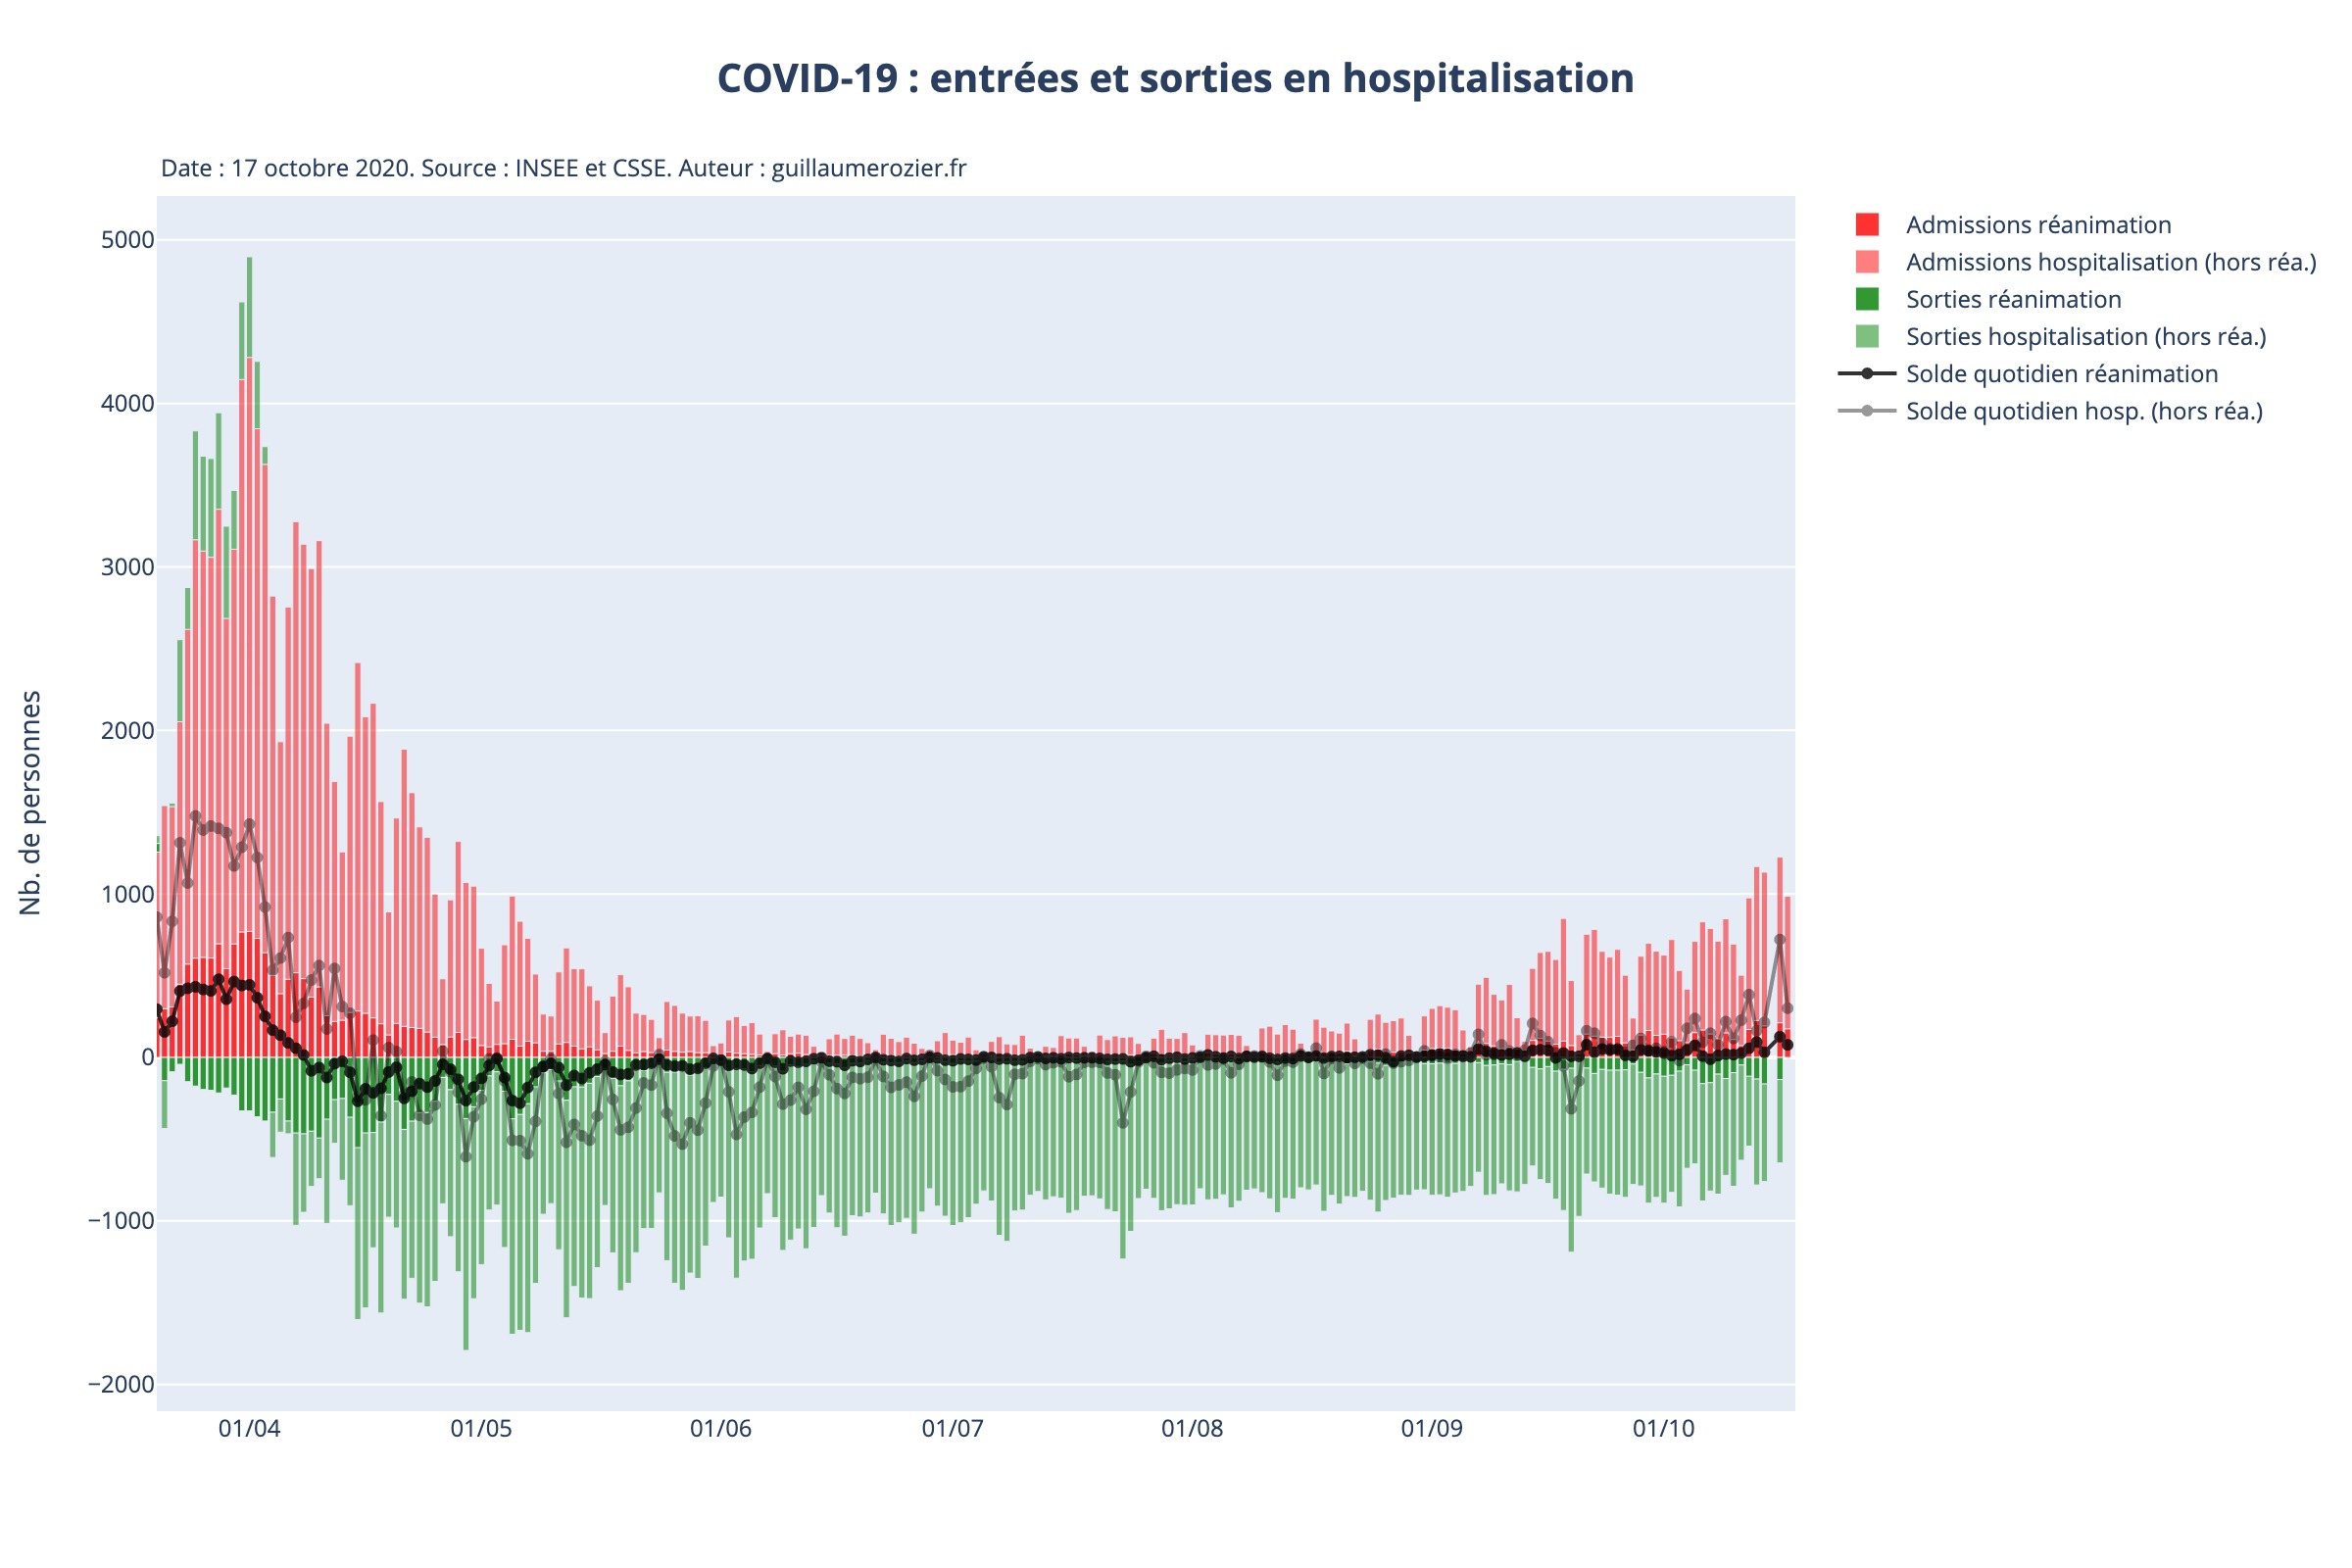 COVID-19 : entrées et sorties en hospitalisation
Date : 17 octobre 2020. Source : INSEE et CSSE. Auteur : guillaumerozier.fr
Admissions réanimation
Admissions hospitalisation (hors réa.)
Sorties réanimation
Sorties hospitalisation (hors réa.)
Solde quotidien réanimation
Solde quotidien hosp. (hors réa.)
Nb. de personnes
5000
4000
3000
2000
1000
0
−1000
−2000
01/04 01/05 01/06 01/07 01/08 01/09 01/10